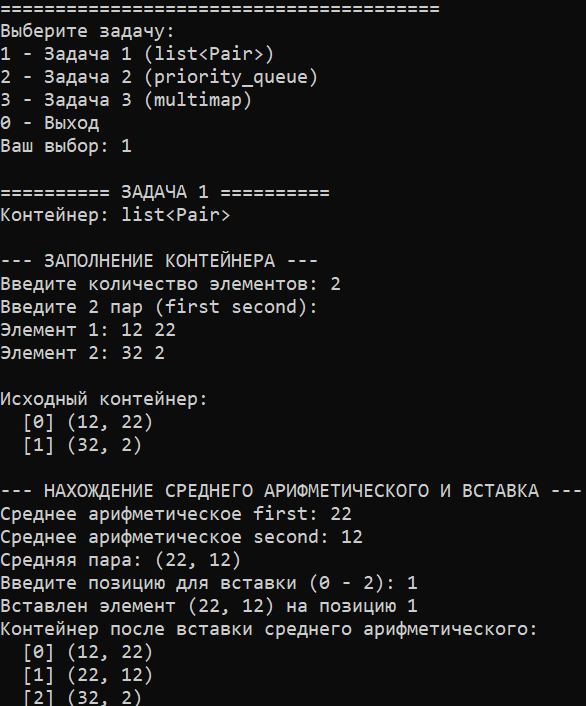 ========================================
Выберите задачу:
1 - Задача 1 (list<Pair>)
2 - Задача 2 (priority_queue)
3 - Задача 3 (multimap)
0 - Выход
Ваш выбор: 1
========== ЗАДАЧА 1 ==========
Контейнер: list<Pair>
--- ЗАПОЛНЕНИЕ КОНТЕЙНЕРА ---
Введите количество элементов: 2
Введите 2 пар (first second):
Элемент 1: 12 22
Элемент 2: 32 2
Исходный контейнер:
  [0] (12, 22)
  [1] (32, 2)
--- НАХОЖДЕНИЕ СРЕДНЕГО АРИФМЕТИЧЕСКОГО И ВСТАВКА ---
Среднее арифметическое first: 22
Среднее арифметическое second: 12
Средняя пара: (22, 12)
Введите позицию для вставки (0 - 2): 1
Вставлен элемент (22, 12) на позицию 1
Контейнер после вставки среднего арифметического:
  [0] (12, 22)
  [1] (22, 12)
  [2] (32, 2)